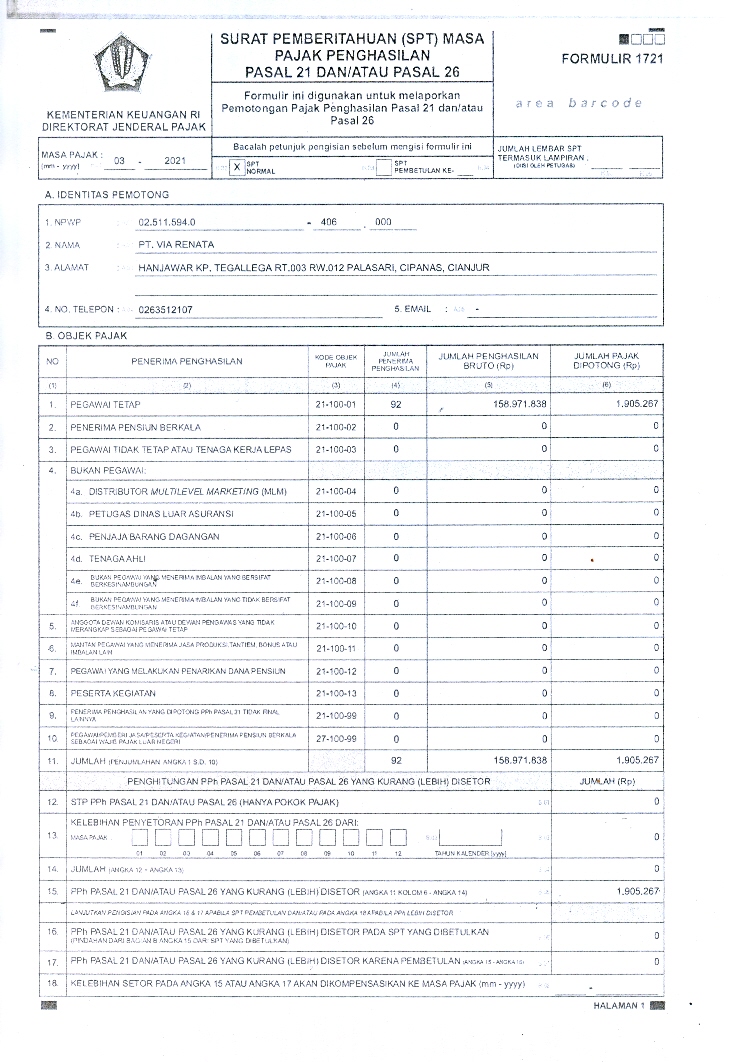 SURAT PEMBERITAHUAN (SPT) MASA
PAJAK PENGHASILAN
PASAL 21 DAN/ATAU PASAL 26
FORMULIR 1721
Formulir ini digunakan untuk melaporkan
Pemotongan Pajak Penghasilan Pasal 21 dan/atau
Pasal 26
area barcode
KEMENTERIAN KEUANGAN RI
DIREKTORAT JENDERAL PAJAK
MASA PAJAK :
(mm - yyyy)
03 - 2021
Bacalah petunjuk pengisian sebelum mengisi formulir ini
X SPT
NORMAL
SPT
PEMBETULAN KE-
JUMLAH LEMBAR SPT
TERMASUK LAMPIRAN :
(DIISI OLEH PETUGAS)
A. IDENTITAS PEMOTONG
1. NPWP : 02.511.594.0 - 406 . 000
2. NAMA : PT. VIA RENATA
3. ALAMAT : HANJAWAR KP. TEGALLEGA RT.003 RW.012 PALASARI, CIPANAS, CIANJUR
4. NO. TELEPON : 0263512107 5. EMAIL : -
B. OBJEK PAJAK
NO PENERIMA PENGHASILAN KODE OBJEK PAJAK JUMLAH PENERIMA PENGHASILAN JUMLAH PENGHASILAN BRUTO (Rp) JUMLAH PAJAK DIPOTONG (Rp)
(1) (2) (3) (4) (5) (6)
1. PEGAWAI TETAP 21-100-01 92 158.971.838 1.905.267
2. PENERIMA PENSIUN BERKALA 21-100-02 0 0 0
3. PEGAWAI TIDAK TETAP ATAU TENAGA KERJA LEPAS 21-100-03 0 0 0
4. BUKAN PEGAWAI:
4a. DISTRIBUTOR MULTILEVEL MARKETING (MLM) 21-100-04 0 0 0
4b. PETUGAS DINAS LUAR ASURANSI 21-100-05 0 0 0
4c. PENJAJA BARANG DAGANGAN 21-100-06 0 0 0
4d. TENAGA AHLI 21-100-07 0 0 0
4e. BUKAN PEGAWAI YANG MENERIMA IMBALAN YANG BERSIFAT BERKESINAMBUNGAN 21-100-08 0 0 0
4f. BUKAN PEGAWAI YANG MENERIMA IMBALAN YANG TIDAK BERSIFAT BERKESINAMBUNGAN 21-100-09 0 0 0
5. ANGGOTA DEWAN KOMISARIS ATAU DEWAN PENGAWAS YANG TIDAK MERANGKAP SEBAGAI PEGAWAI TETAP 21-100-10 0 0 0
6. MANTAN PEGAWAI YANG MENERIMA JASA PRODUKSI, TANTIEM, BONUS ATAU IMBALAN LAIN 21-100-11 0 0 0
7. PEGAWAI YANG MELAKUKAN PENARIKAN DANA PENSIUN 21-100-12 0 0 0
8. PESERTA KEGIATAN 21-100-13 0 0 0
9. PENERIMA PENGHASILAN YANG DIPOTONG PPh PASAL 21 TIDAK FINAL LAINNYA 21-100-99 0 0 0
10. PEGAWAI/PEMBERI JASA/PESERTA KEGIATAN/PENERIMA PENSIUN BERKALA SEBAGAI WAJIB PAJAK LUAR NEGERI 27-100-99 0 0 0
11. JUMLAH (PENJUMLAHAN ANGKA 1 S.D. 10) 92 158.971.838 1.905.267
PENGHITUNGAN PPh PASAL 21 DAN/ATAU PASAL 26 YANG KURANG (LEBIH) DISETOR JUMLAH (Rp)
12. STP PPh PASAL 21 DAN/ATAU PASAL 26 (HANYA POKOK PAJAK) 0
13. KELEBIHAN PENYETORAN PPh PASAL 21 DAN/ATAU PASAL 26 DARI:
MASA PAJAK : 0
01 02 03 04 05 06 07 08 09 10 11 12 TAHUN KALENDER (yyyy)
14. JUMLAH (ANGKA 12 + ANGKA 13) 0
15. PPh PASAL 21 DAN/ATAU PASAL 26 YANG KURANG (LEBIH) DISETOR (ANGKA 11 KOLOM 6 - ANGKA 14) 1.905.267
LANJUTKAN PENGISIAN PADA ANGKA 16 & 17 APABILA SPT PEMBETULAN DAN/ATAU PADA ANGKA 18 APABILA PPh LEBIH DISETOR
16. PPh PASAL 21 DAN/ATAU PASAL 26 YANG KURANG (LEBIH) DISETOR PADA SPT YANG DIBETULKAN 0
(PINDAHAN DARI BAGIAN B ANGKA 15 DARI SPT YANG DIBETULKAN)
17. PPh PASAL 21 DAN/ATAU PASAL 26 YANG KURANG (LEBIH) DISETOR KARENA PEMBETULAN (ANGKA 15 - ANGKA 16) 0
18. KELEBIHAN SETOR PADA ANGKA 15 ATAU ANGKA 17 AKAN DIKOMPENSASIKAN KE MASA PAJAK (mm - yyyy) -
HALAMAN 1